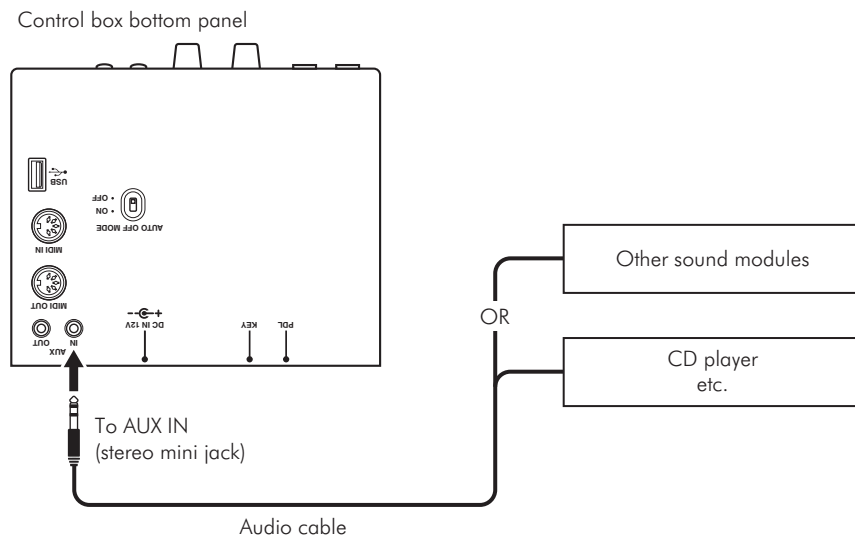 Control box bottom panel
USB
OFF •
ON •
AUTO OFF MODE
MIDI IN
MIDI OUT
AUX
OUT
IN
DC IN 12V
- +
KEY
PDL
To AUX IN
(stereo mini jack)
Audio cable
OR
Other sound modules
CD player
etc.